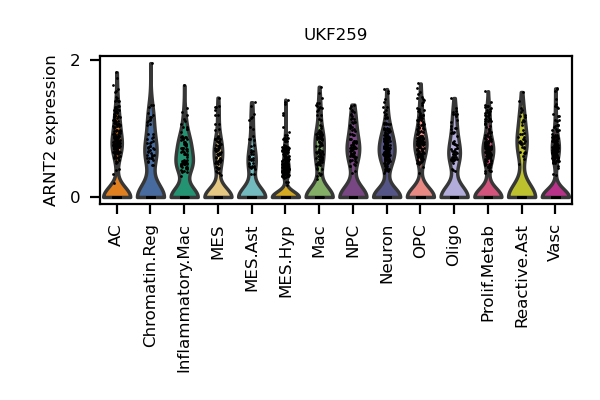 UKF259
ARNT2 expression
2
0
AC
Chromatin.Reg
Inflammatory.Mac
MES
MES.Ast
MES.Hyp
Mac
NPC
Neuron
OPC
Oligo
Prolif.Metab
Reactive.Ast
Vasc